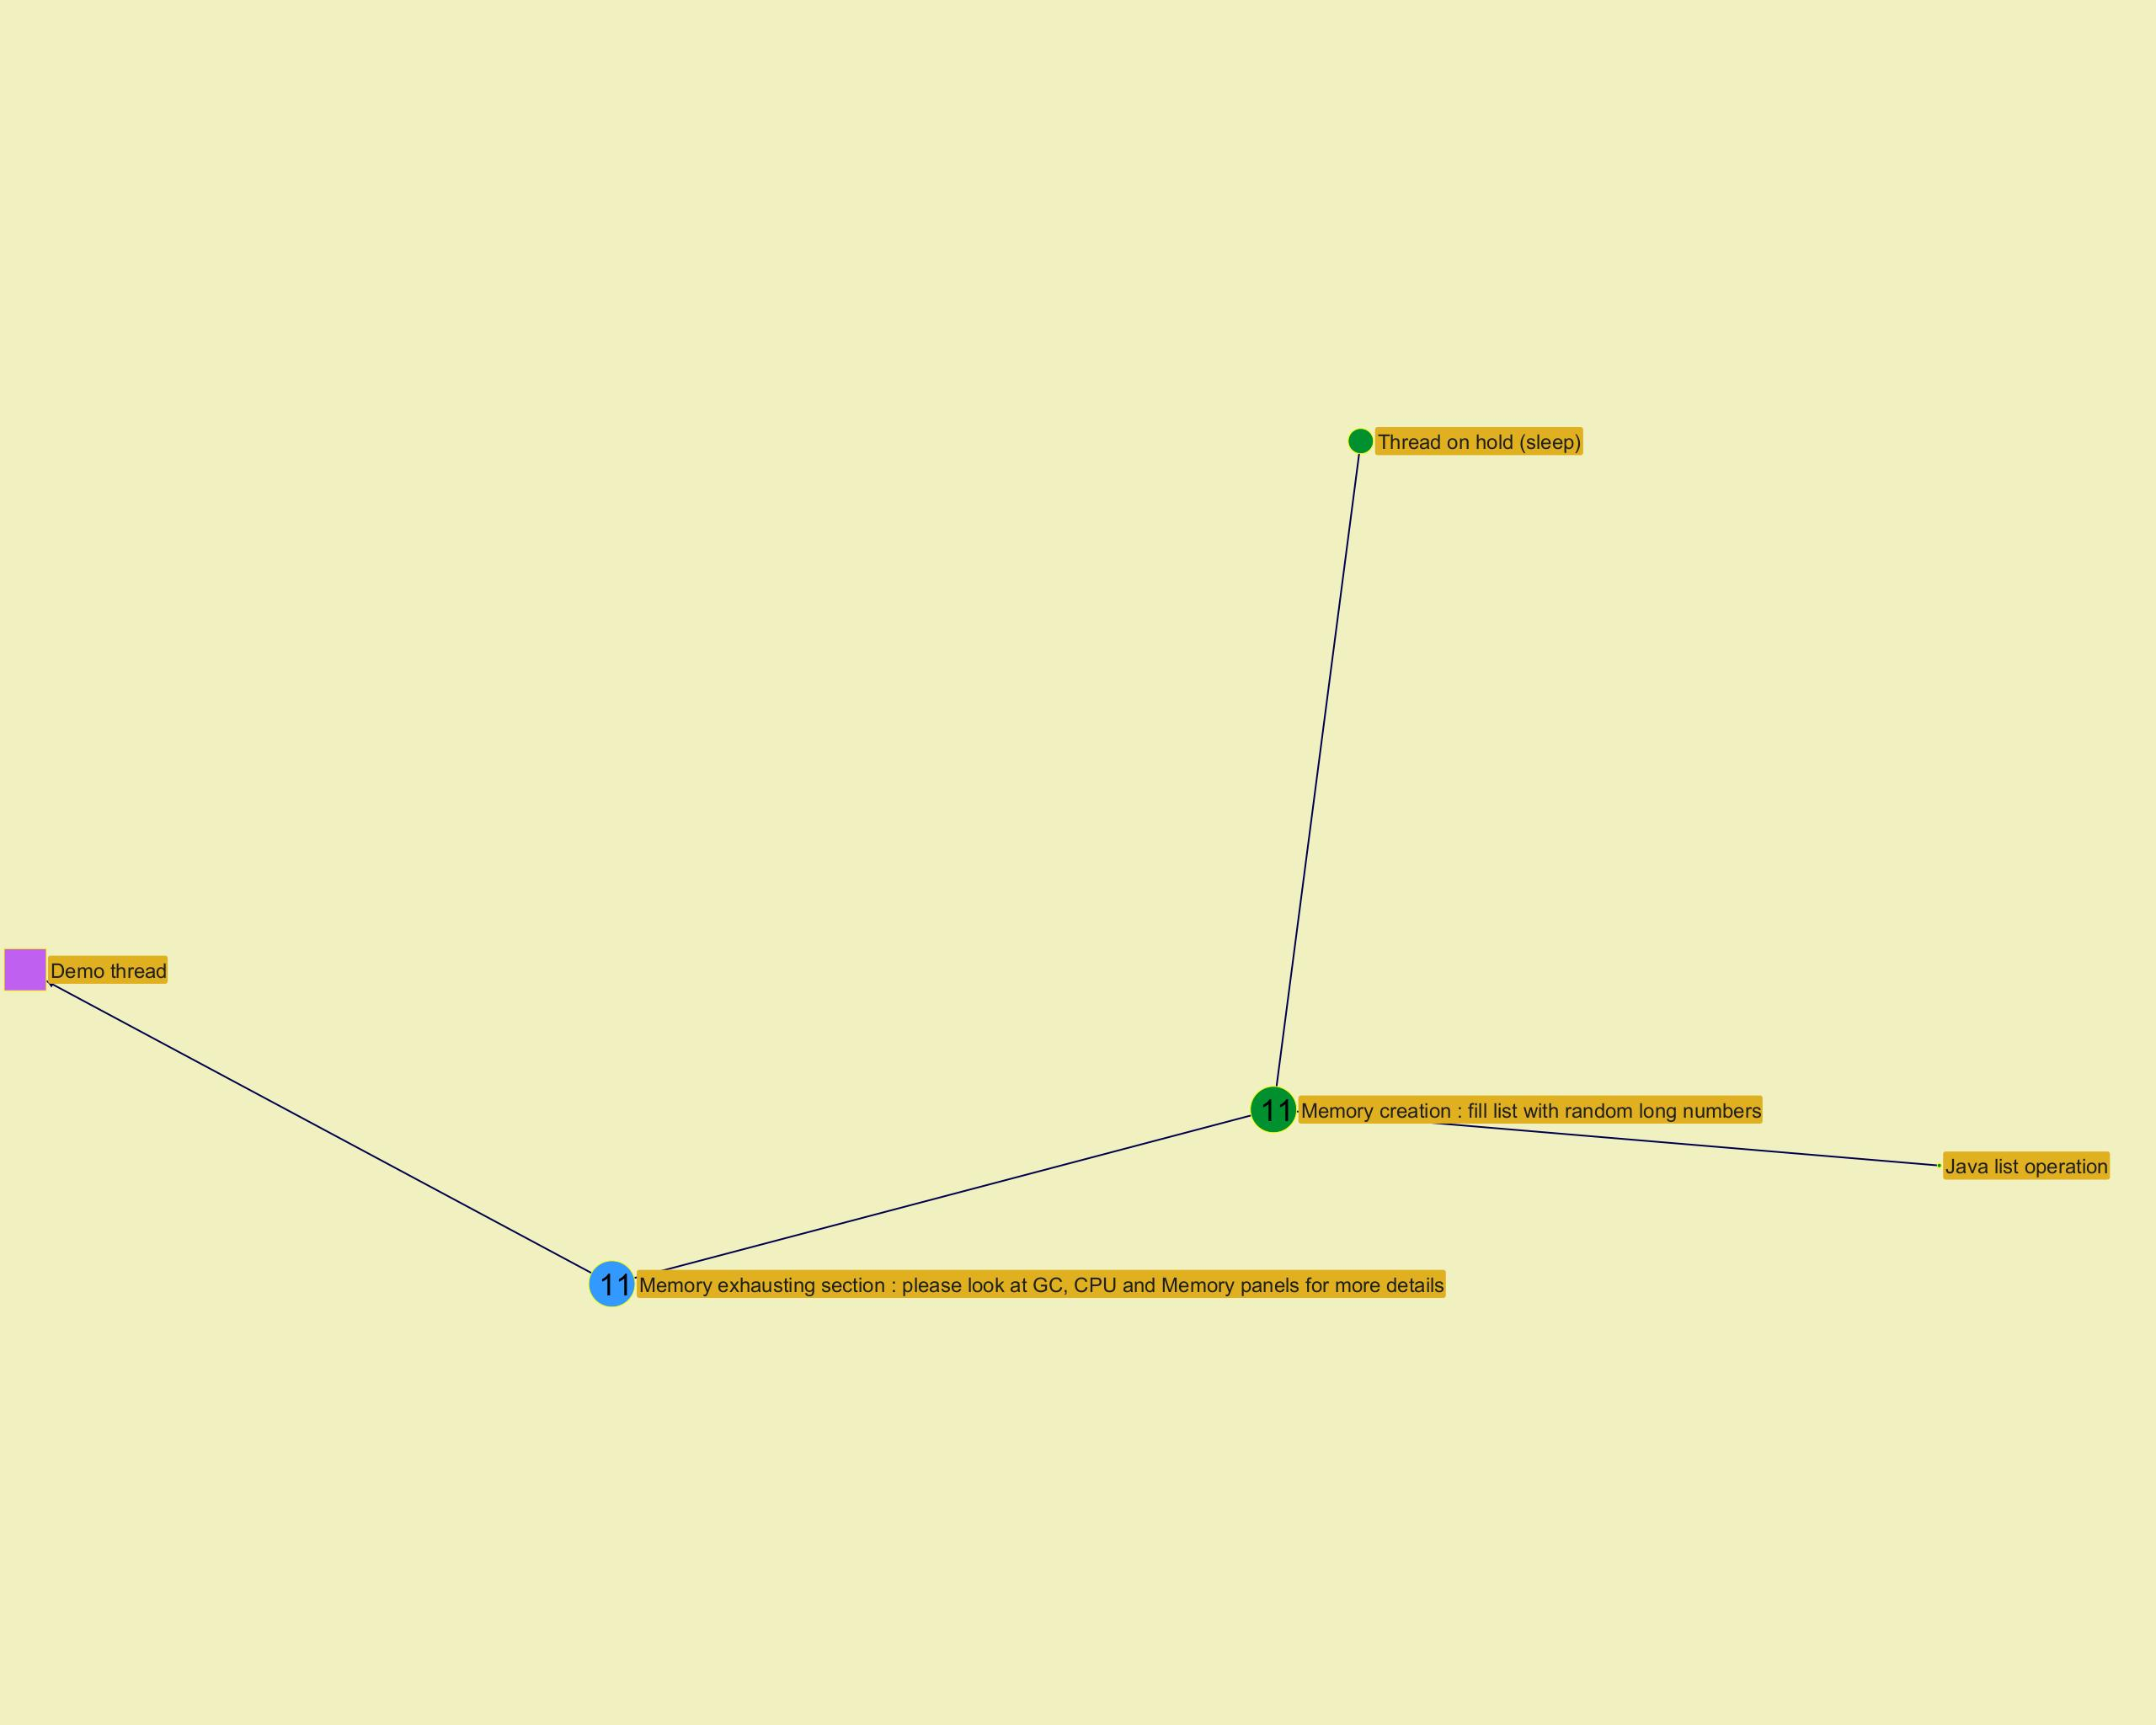 Thread on hold (sleep)
Demo thread
11 Memory creation : fill list with random long numbers
Java list operation
11 Memory exhausting section : please look at GC, CPU and Memory panels for more details